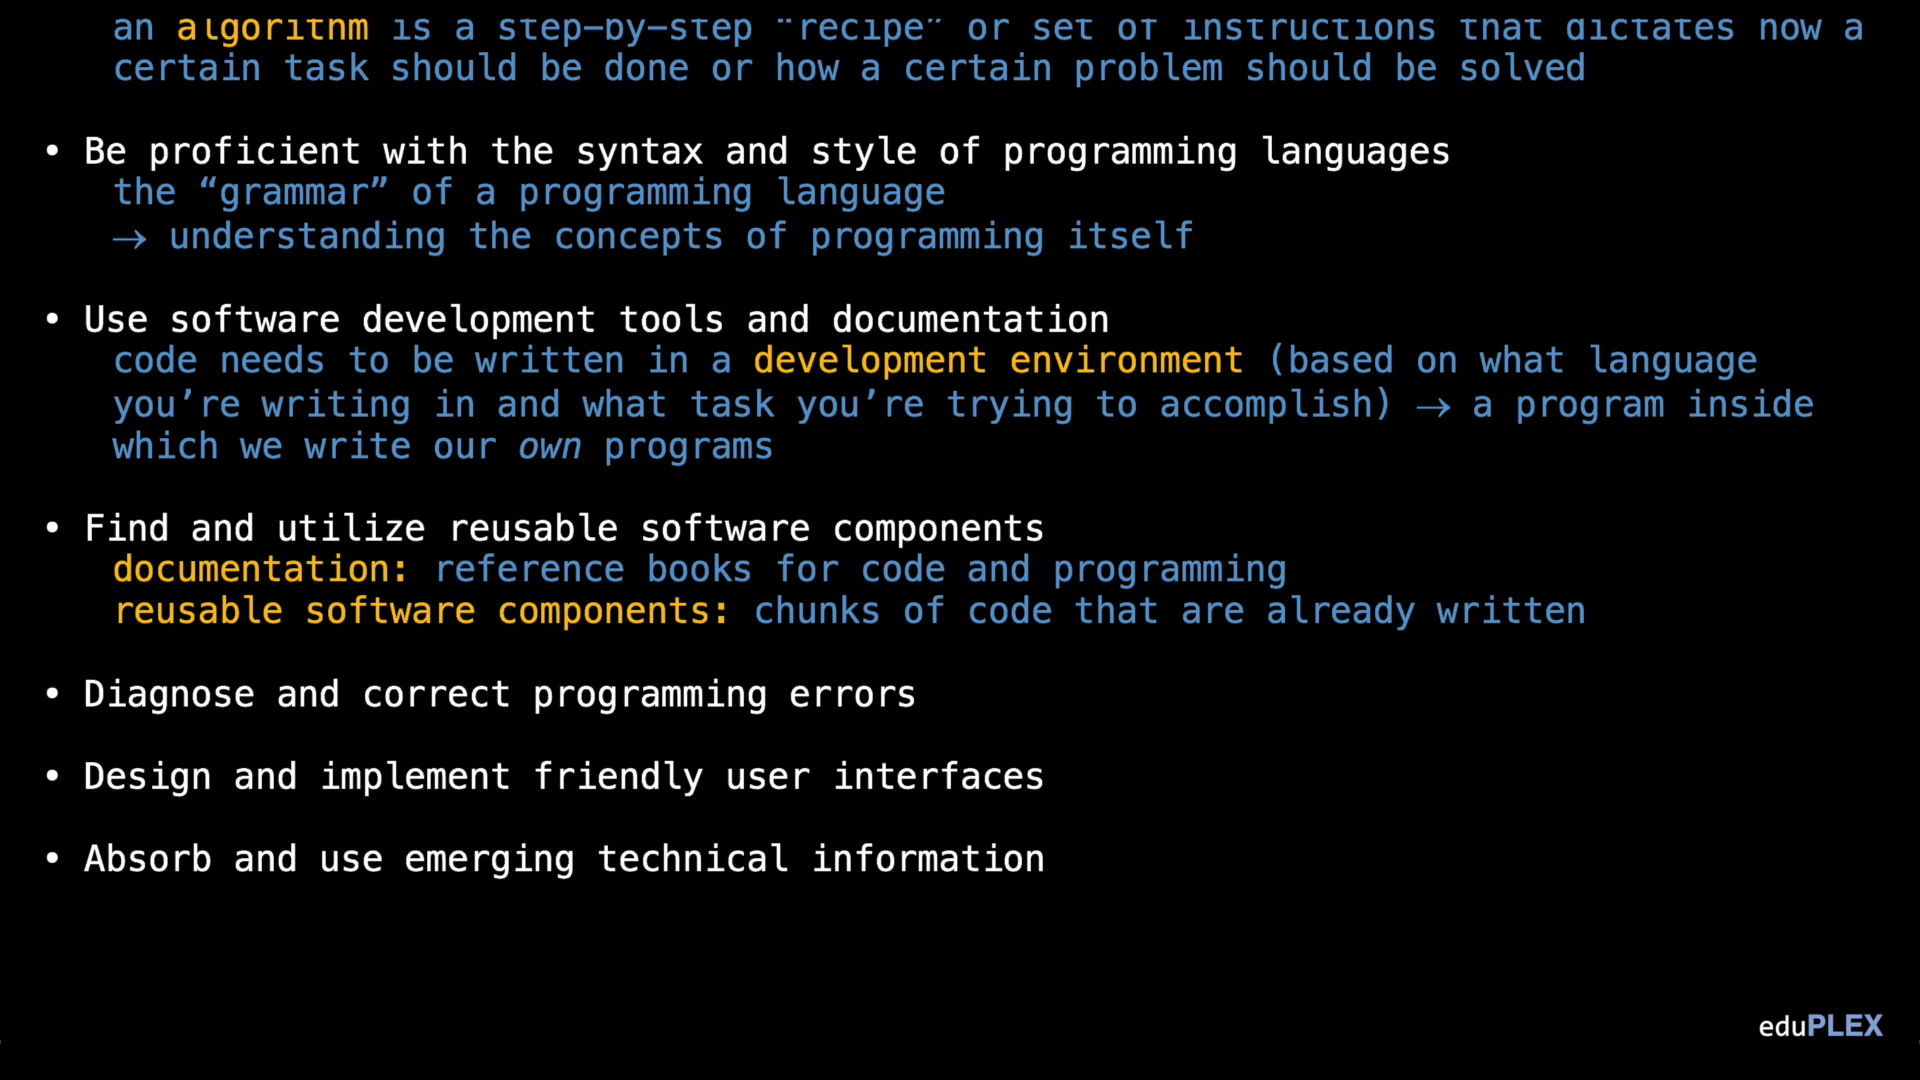 an algorithm is a step-by-step “recipe” or set of instructions that dictates how a
certain task should be done or how a certain problem should be solved
• Be proficient with the syntax and style of programming languages
the “grammar” of a programming language
→ understanding the concepts of programming itself
• Use software development tools and documentation
code needs to be written in a development environment (based on what language
you’re writing in and what task you’re trying to accomplish) → a program inside
which we write our own programs
• Find and utilize reusable software components
documentation: reference books for code and programming
reusable software components: chunks of code that are already written
• Diagnose and correct programming errors
• Design and implement friendly user interfaces
• Absorb and use emerging technical information
eduPLEX